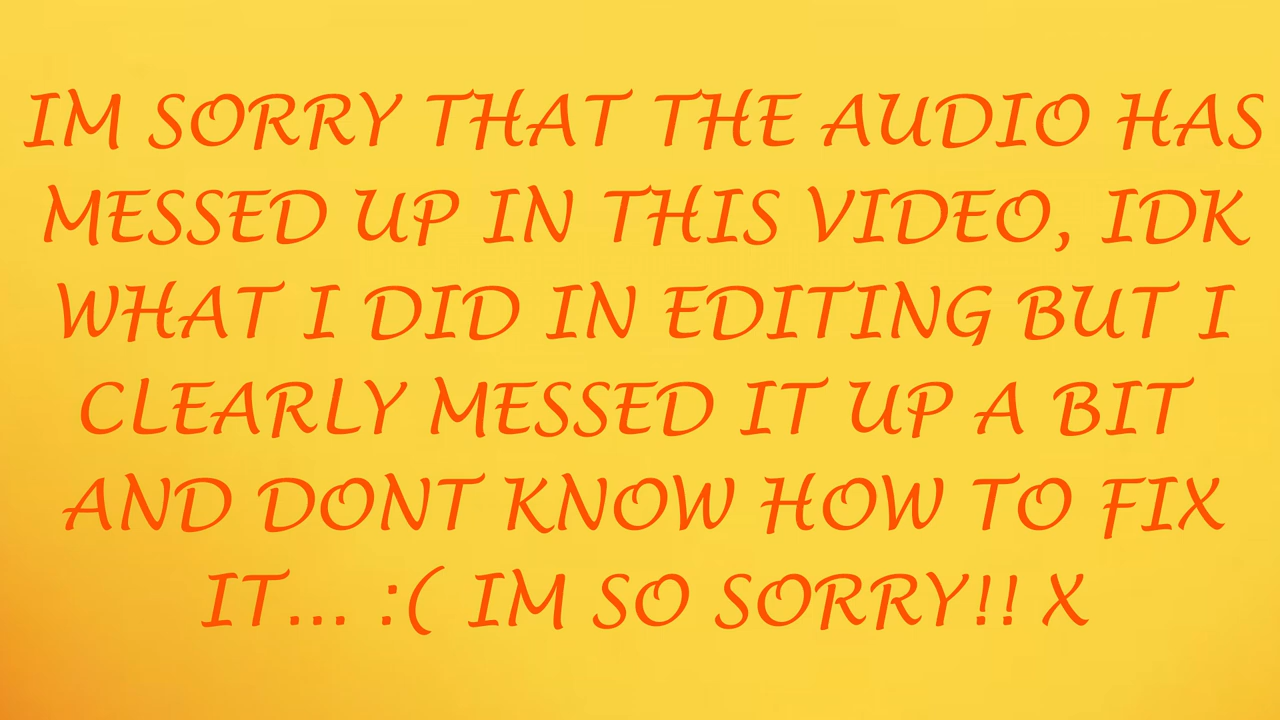 IM SORRY THAT THE AUDIO HAS
MESSED UP IN THIS VIDEO, IDK
WHAT I DID IN EDITING BUT I
CLEARLY MESSED IT UP A BIT
AND DONT KNOW HOW TO FIX
IT... :( IM SO SORRY!! X